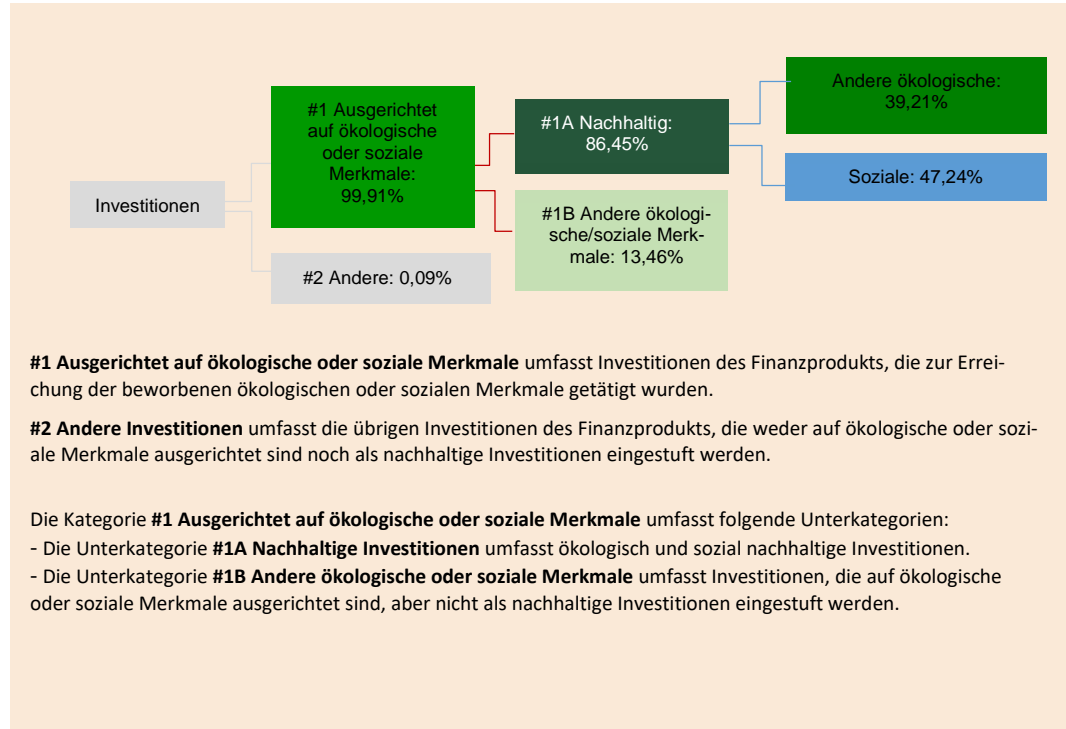 Investitionen
#1 Ausgerichtet
auf ökologische
oder soziale
Merkmale:
99,91%
#2 Andere: 0,09%
#1A Nachhaltig:
86,45%
#1B Andere ökologi-
sche/soziale Merk-
male: 13,46%
Andere ökologische:
39,21%
Soziale: 47,24%
#1 Ausgerichtet auf ökologische oder soziale Merkmale umfasst Investitionen des Finanzprodukts, die zur Errei-
chung der beworbenen ökologischen oder sozialen Merkmale getätigt wurden.
#2 Andere Investitionen umfasst die übrigen Investitionen des Finanzprodukts, die weder auf ökologische oder sozi-
ale Merkmale ausgerichtet sind noch als nachhaltige Investitionen eingestuft werden.
Die Kategorie #1 Ausgerichtet auf ökologische oder soziale Merkmale umfasst folgende Unterkategorien:
- Die Unterkategorie #1A Nachhaltige Investitionen umfasst ökologisch und sozial nachhaltige Investitionen.
- Die Unterkategorie #1B Andere ökologische oder soziale Merkmale umfasst Investitionen, die auf ökologische
oder soziale Merkmale ausgerichtet sind, aber nicht als nachhaltige Investitionen eingestuft werden.